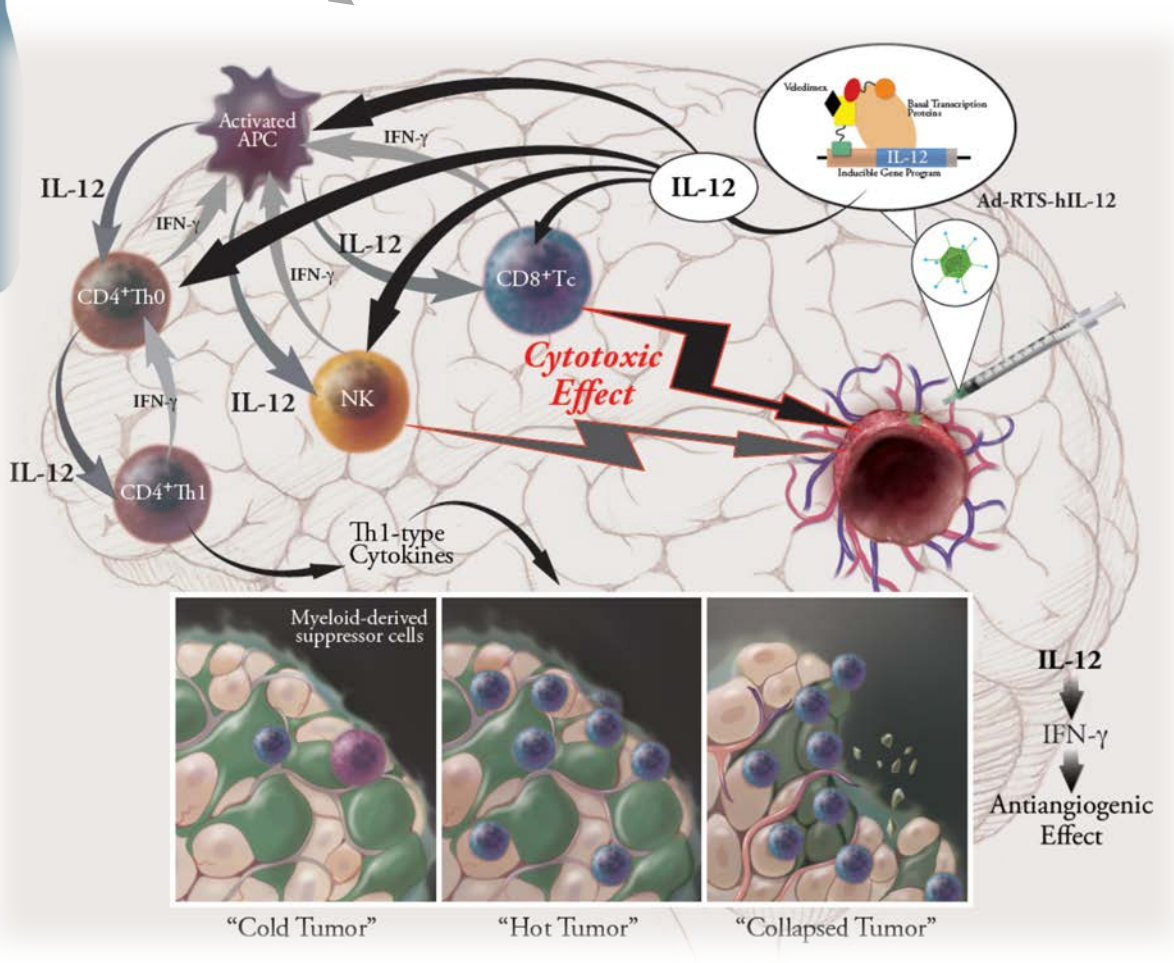 Activated
APC
IFN-γ
IL-12
IFN-γ
IL-12
IFN-γ
CD4⁺Th0
CD8⁺Tc
IL-12
Veledimex
Basal Transcription
Proteins
IL-12
Inducible Gene Program
Ad-RTS-hIL-12
Cytotoxic
Effect
NK
IL-12
IFN-γ
IL-12
CD4⁺Th1
Th1-type
Cytokines
Myeloid-derived
suppressor cells
IL-12
IFN-γ
Antiangiogenic
Effect
“Cold Tumor”
“Hot Tumor”
“Collapsed Tumor”